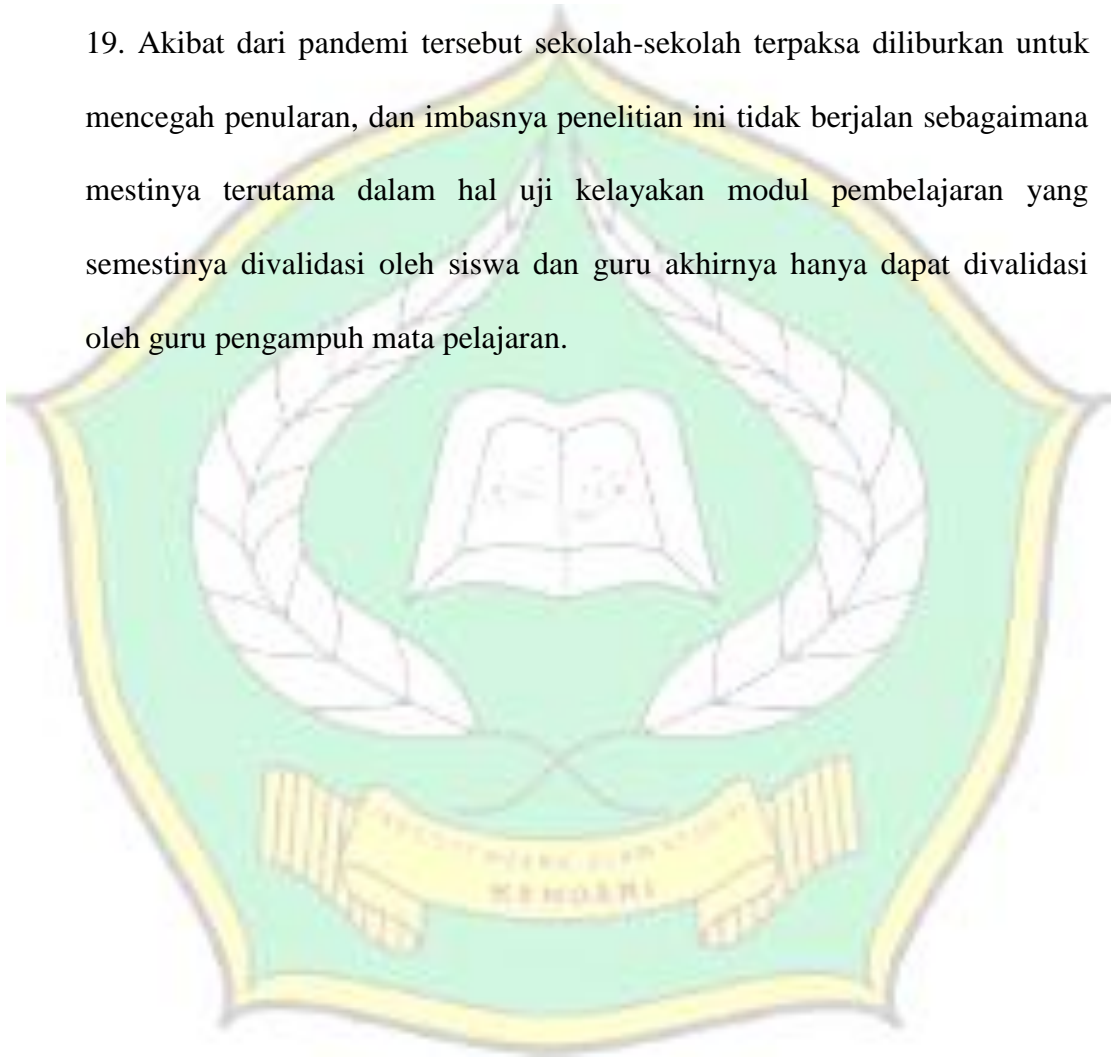 19. Akibat dari pandemi tersebut sekolah-sekolah terpaksa diliburkan untuk
mencegah penularan, dan imbasnya penelitian ini tidak berjalan sebagaimana
mestinya terutama dalam hal uji kelayakan modul pembelajaran yang
semestinya divalidasi oleh siswa dan guru akhirnya hanya dapat divalidasi
oleh guru pengampuh mata pelajaran.
KENDARI